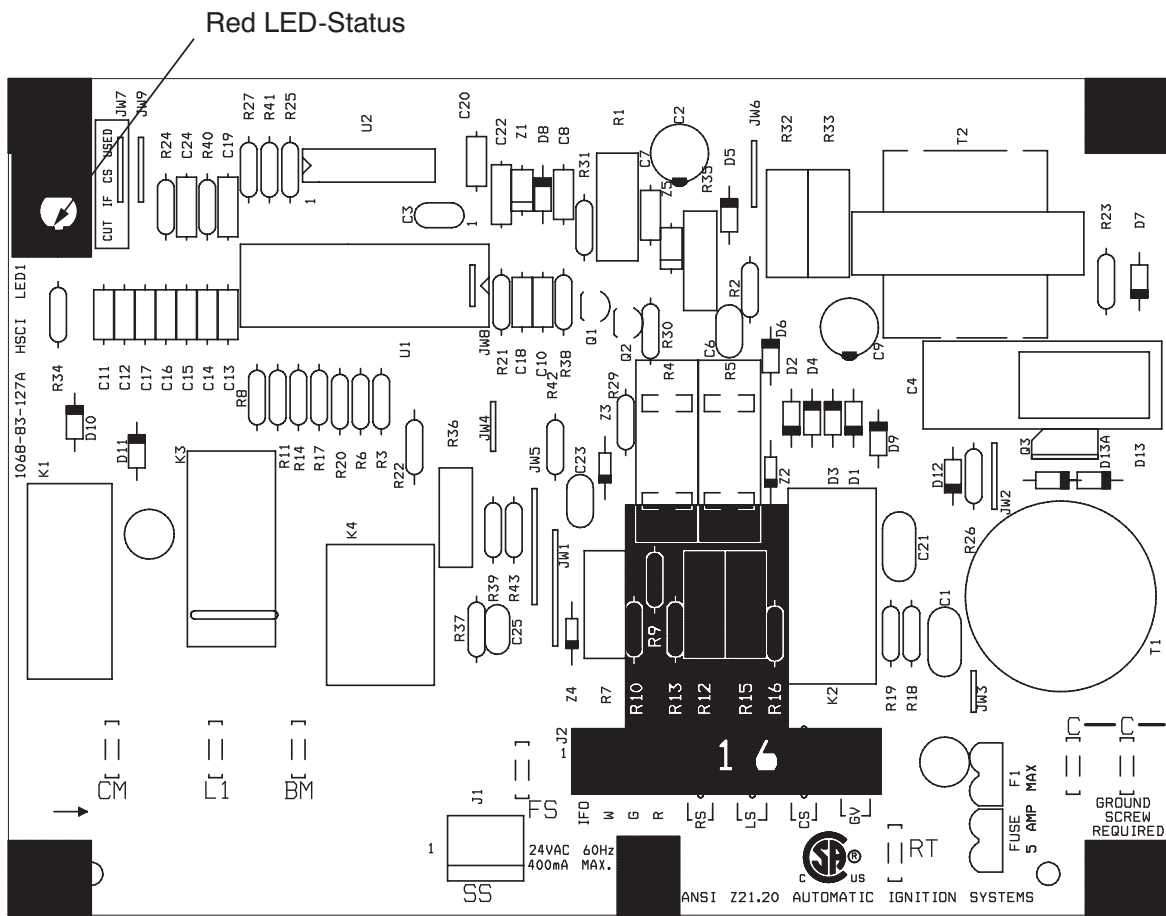 Red LED-Status
JW7
JW9
CUT IF CS USED
R24
C24
R40
C19
R27
R41
R25
U2
1
C20
C22
Z1
D8
C8
R31
R1
C7
C2
Z5
R35
D5
JW6
R32
R33
T2
R23
D7
C3
1
1068-83-127A HSCI LED1
R34
C11
C12
C17
C16
C15
C14
C13
U1
JW8
R21
C18
C10
R38
Q1
Q2
R30
R2
C6
D6
C9
C4
R8
R11
R14
R17
R20
R6
R3
R22
R36
JW4
R42
JW5
Z3
R29
R4
R5
D2
D4
D3
D1
D9
Z2
D10
D11
K1
K3
K4
C23
JW1
R39
R43
R37
C25
Z4
R7
R9
R10
R13
R12
R15
R16
K2
C21
R19
R18
C1
D12
R26
JW2
JW3
Q3
D13A
D13
T1
CM
L1
BM
J1
FS
J2
1
16
IFO
W
G
R
RS
LS
CS
GV
1
SS
24VAC 60Hz
400mA MAX.
SA
®
C
US
RT
F1
FUSE
5 AMP MAX
C
C
GROUND
SCREW
REQUIRED
ANSI Z21.20 AUTOMATIC IGNITION SYSTEMS